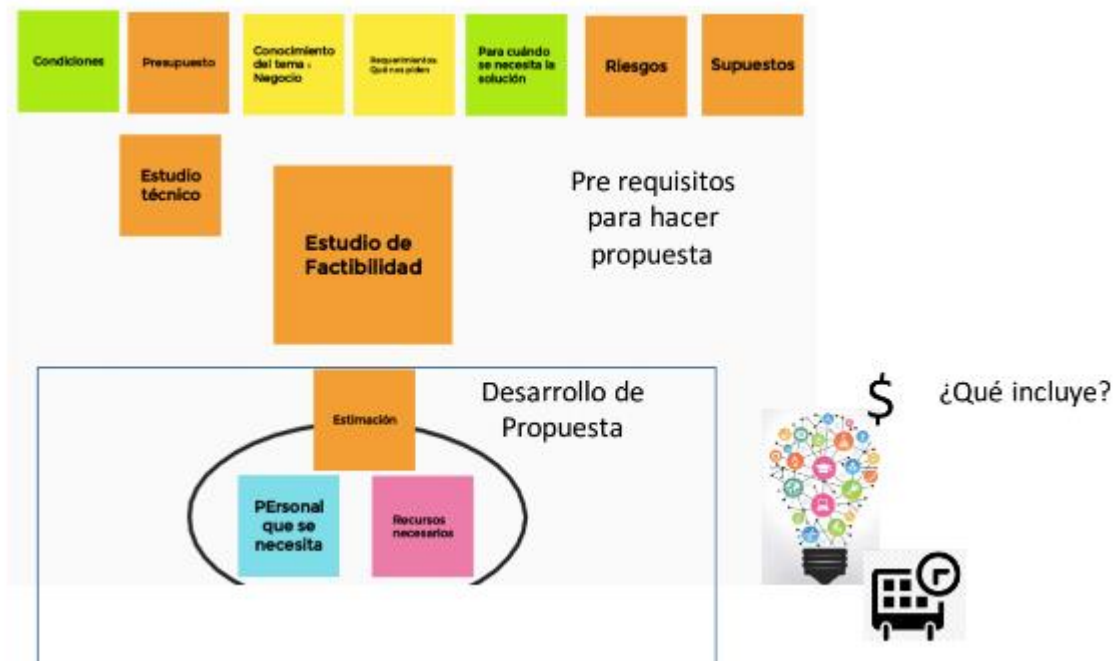 Condiciones
Presupuesto
Conocimiento
del tema -
Negocio
Requerimientos
Qué nos piden
Para cuándo
se necesita la
solución
Riesgos
Supuestos
Estudio
técnico
Estudio de
Factibilidad
Pre requisitos
para hacer
propuesta
Estimación
Desarrollo de
Propuesta
PErsonal
que se
necesita
Recursos
necesarios
$
¿Qué incluye?